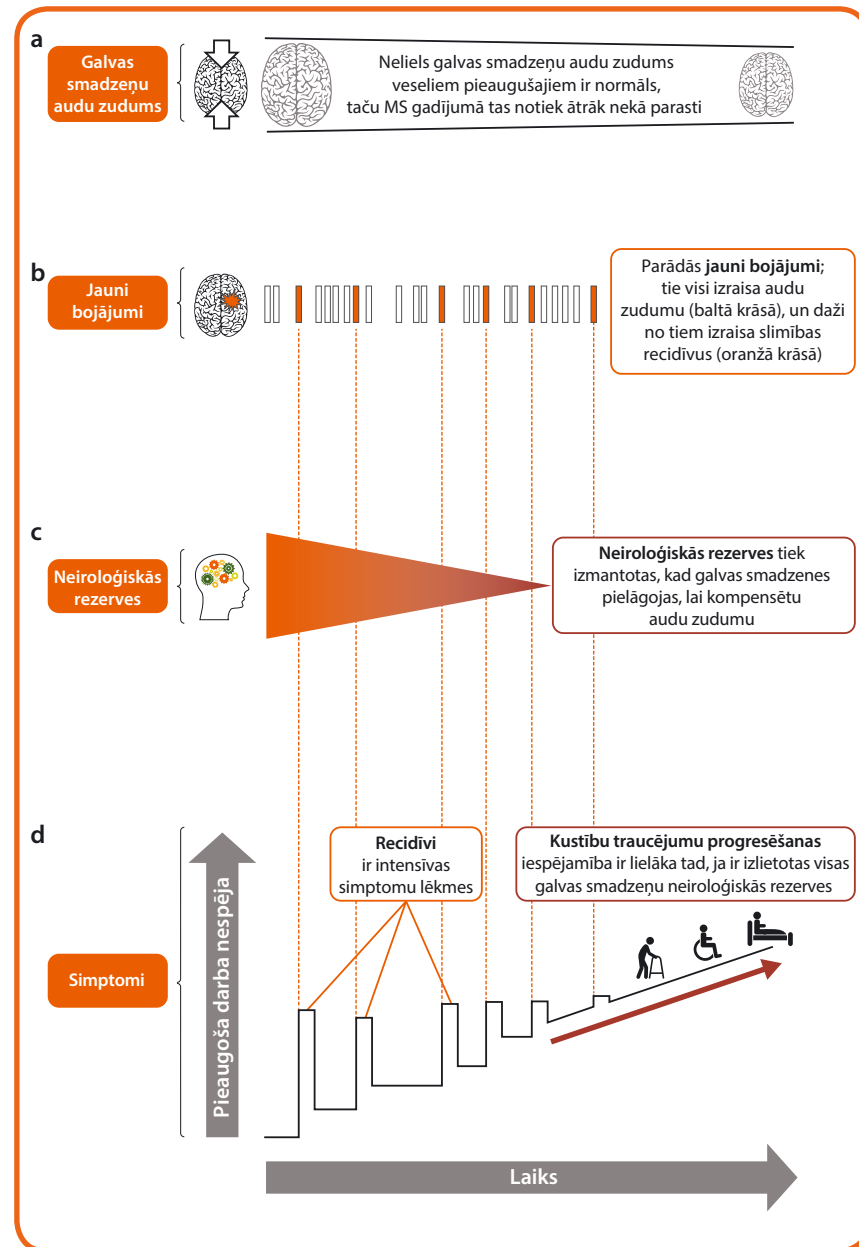 a
Galvas
smadzeņu
audu zudums
Neliels galvas smadzeņu audu zudums
veseliem pieaugušajiem ir normāls,
taču MS gadījumā tas notiek ātrāk nekā parasti
b
Jauni
bojājumi
Parādās jauni bojājumi;
tie visi izraisa audu
zudumu (baltā krāsā), un daži
no tiem izraisa slimības
recidīvus (oranžā krāsā)
c
Neiroloģiskās
rezerves
Neiroloģiskās rezerves tiek
izmantotas, kad galvas smadzenes
pielāgojas, lai kompensētu
audu zudumu
d
Simptomi
Pieaugoša darba nespēja
Recidīvi
ir intensīvas
simptomu lēkmes
Kustību traucējumu progresēšanas
iespējamība ir lielāka tad, ja ir izlietotas visas
galvas smadzeņu neiroloģiskās rezerves
Laiks